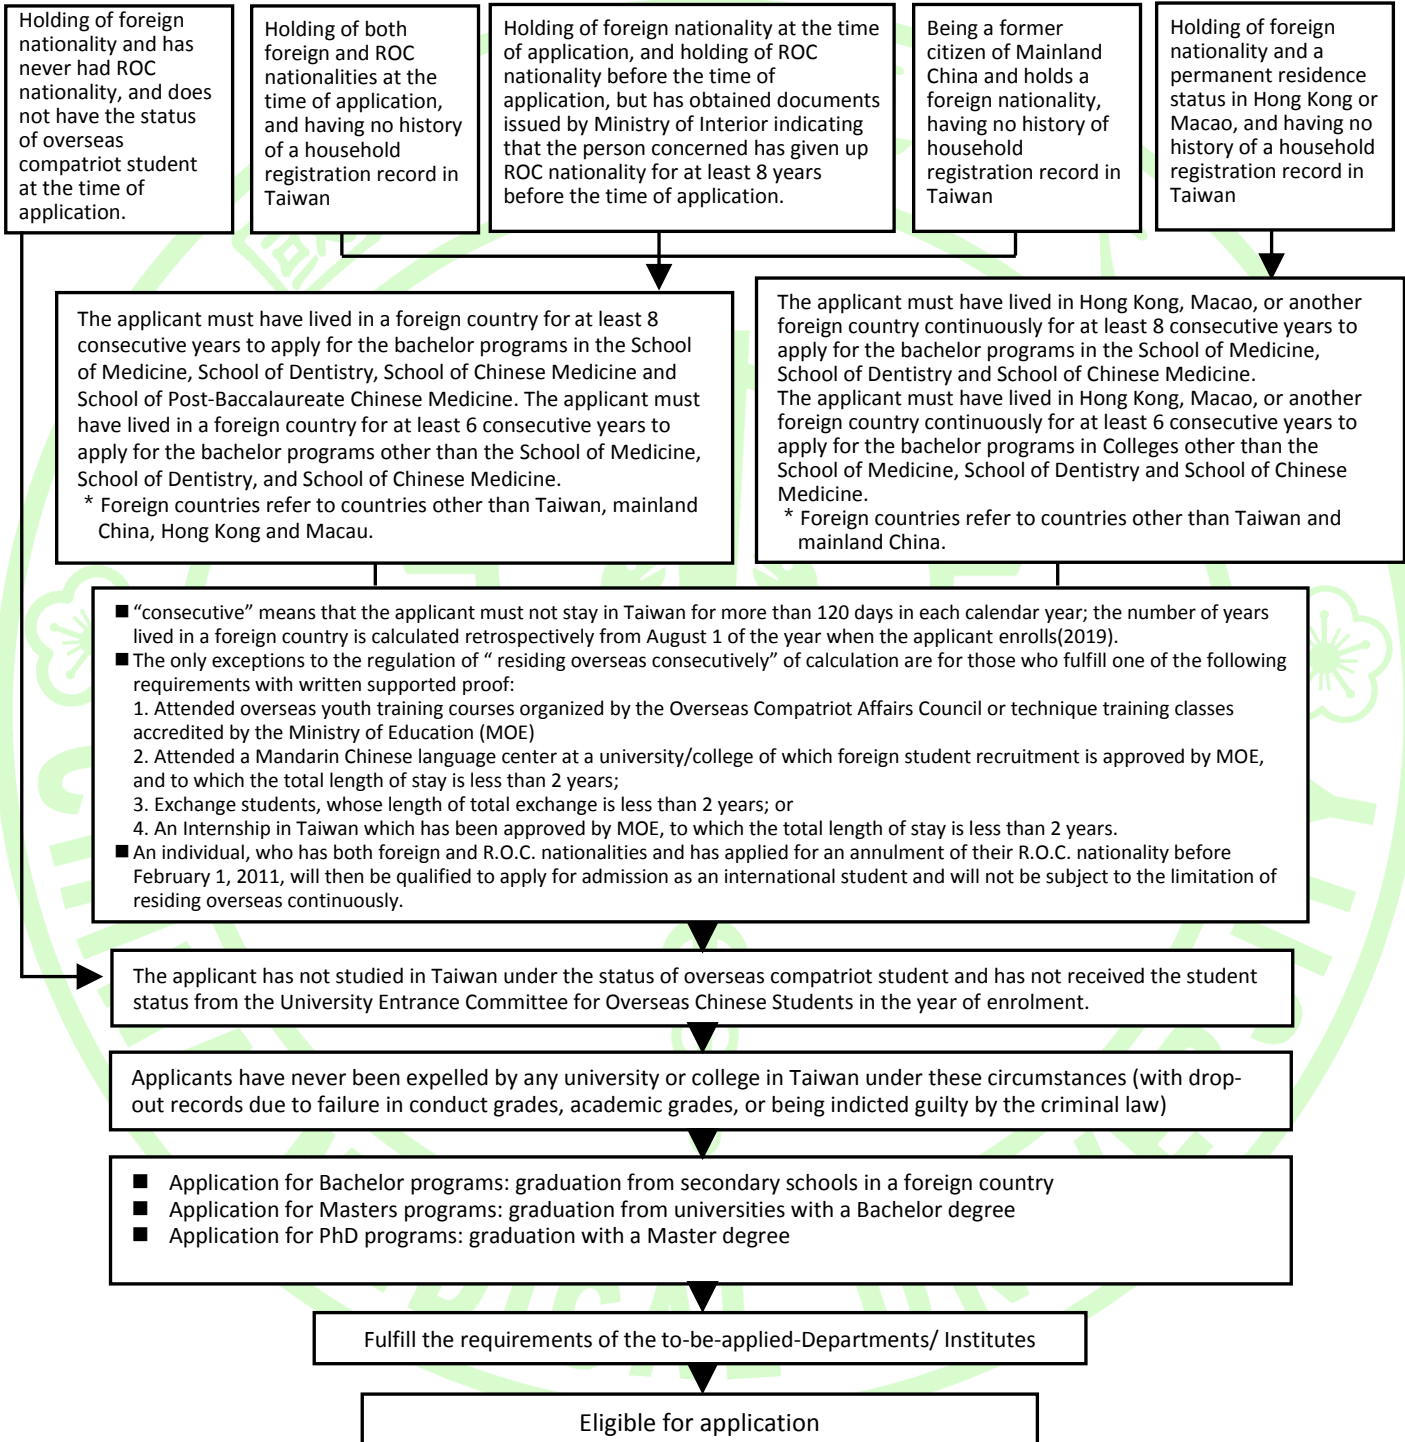 Holding of foreign
nationality and has
never had ROC
nationality, and does
not have the status
of overseas
compatriot student
at the time of
application.
Holding of both
foreign and ROC
nationalities at the
time of application,
and having no history
of a household
registration record in
Taiwan
Holding of foreign nationality at the time
of application, and holding of ROC
nationality before the time of
application, but has obtained documents
issued by Ministry of Interior indicating
that the person concerned has given up
ROC nationality for at least 8 years
before the time of application.
Being a former
citizen of Mainland
China and holds a
foreign nationality,
having no history of
household
registration record in
Taiwan
Holding of foreign
nationality and a
permanent residence
status in Hong Kong or
Macao, and having no
history of a household
registration record in
Taiwan
The applicant must have lived in a foreign country for at least 8
consecutive years to apply for the bachelor programs in the School
of Medicine, School of Dentistry, School of Chinese Medicine and
School of Post-Baccalaureate Chinese Medicine. The applicant must
have lived in a foreign country for at least 6 consecutive years to
apply for the bachelor programs other than the School of Medicine,
School of Dentistry, and School of Chinese Medicine.
* Foreign countries refer to countries other than Taiwan, mainland
China, Hong Kong and Macau.
The applicant must have lived in Hong Kong, Macao, or another
foreign country continuously for at least 8 consecutive years to
apply for the bachelor programs in the School of Medicine,
School of Dentistry and School of Chinese Medicine.
The applicant must have lived in Hong Kong, Macao, or another
foreign country continuously for at least 6 consecutive years to
apply for the bachelor programs in Colleges other than the
School of Medicine, School of Dentistry and School of Chinese
Medicine.
* Foreign countries refer to countries other than Taiwan and
mainland China.
■ “consecutive” means that the applicant must not stay in Taiwan for more than 120 days in each calendar year; the number of years
lived in a foreign country is calculated retrospectively from August 1 of the year when the applicant enrolls(2019).
■ The only exceptions to the regulation of “ residing overseas consecutively” of calculation are for those who fulfill one of the following
requirements with written supported proof:
1. Attended overseas youth training courses organized by the Overseas Compatriot Affairs Council or technique training classes
accredited by the Ministry of Education (MOE)
2. Attended a Mandarin Chinese language center at a university/college of which foreign student recruitment is approved by MOE,
and to which the total length of stay is less than 2 years;
3. Exchange students, whose length of total exchange is less than 2 years; or
4. An Internship in Taiwan which has been approved by MOE, to which the total length of stay is less than 2 years.
■ An individual, who has both foreign and R.O.C. nationalities and has applied for an annulment of their R.O.C. nationality before
February 1, 2011, will then be qualified to apply for admission as an international student and will not be subject to the limitation of
residing overseas continuously.
The applicant has not studied in Taiwan under the status of overseas compatriot student and has not received the student
status from the University Entrance Committee for Overseas Chinese Students in the year of enrolment.
Applicants have never been expelled by any university or college in Taiwan under these circumstances (with drop-
out records due to failure in conduct grades, academic grades, or being indicted guilty by the criminal law)
■ Application for Bachelor programs: graduation from secondary schools in a foreign country
■ Application for Masters programs: graduation from universities with a Bachelor degree
■ Application for PhD programs: graduation with a Master degree
Fulfill the requirements of the to-be-applied-Departments/ Institutes
Eligible for application